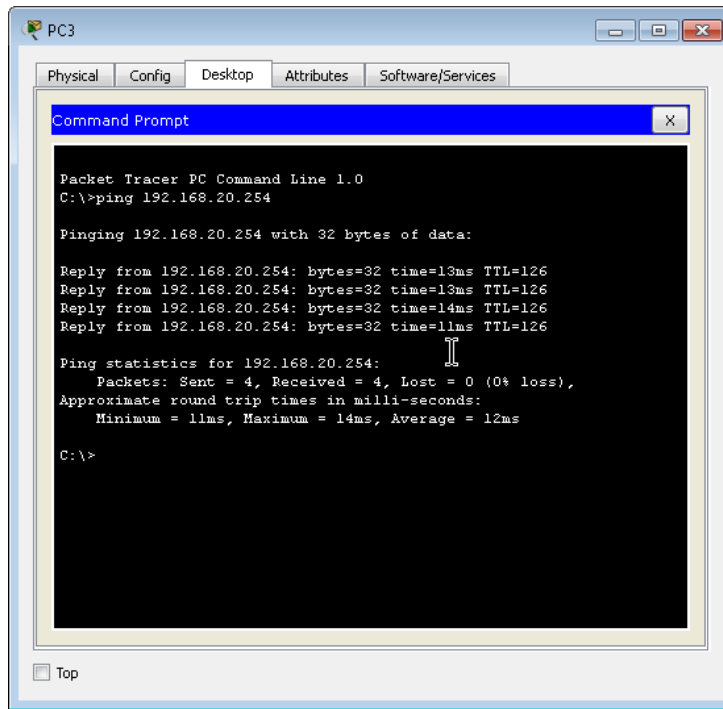 PC3
Physical Config Desktop Attributes Software/Services
Command Prompt X
Packet Tracer PC Command Line 1.0
C:\>ping 192.168.20.254
Pinging 192.168.20.254 with 32 bytes of data:
Reply from 192.168.20.254: bytes=32 time=13ms TTL=126
Reply from 192.168.20.254: bytes=32 time=13ms TTL=126
Reply from 192.168.20.254: bytes=32 time=14ms TTL=126
Reply from 192.168.20.254: bytes=32 time=11ms TTL=126
Ping statistics for 192.168.20.254:
Packets: Sent = 4, Received = 4, Lost = 0 (0% loss),
Approximate round trip times in milli-seconds:
Minimum = 11ms, Maximum = 14ms, Average = 12ms
C:\>
Top